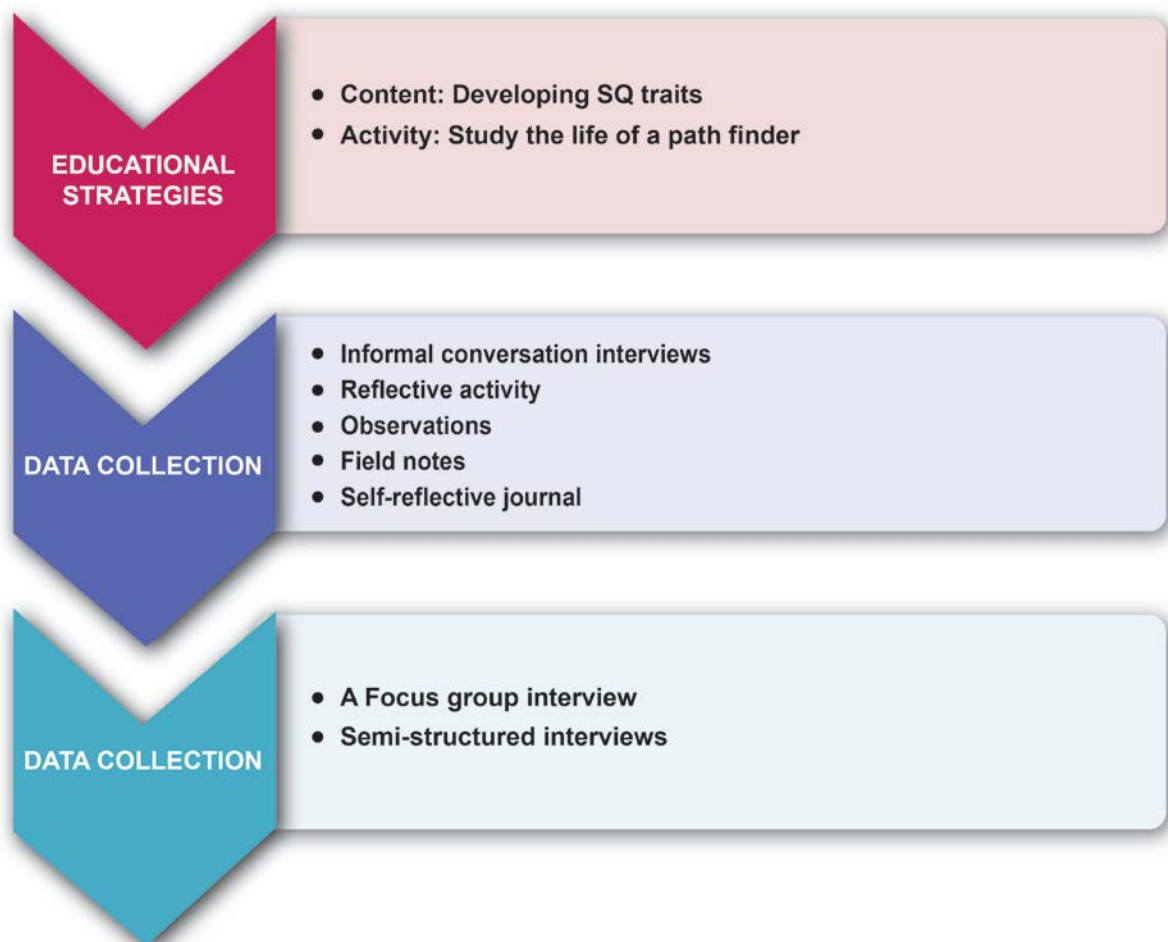 EDUCATIONAL
STRATEGIES
• Content: Developing SQ traits
• Activity: Study the life of a path finder
DATA COLLECTION
• Informal conversation interviews
• Reflective activity
• Observations
• Field notes
• Self-reflective journal
DATA COLLECTION
• A Focus group interview
• Semi-structured interviews